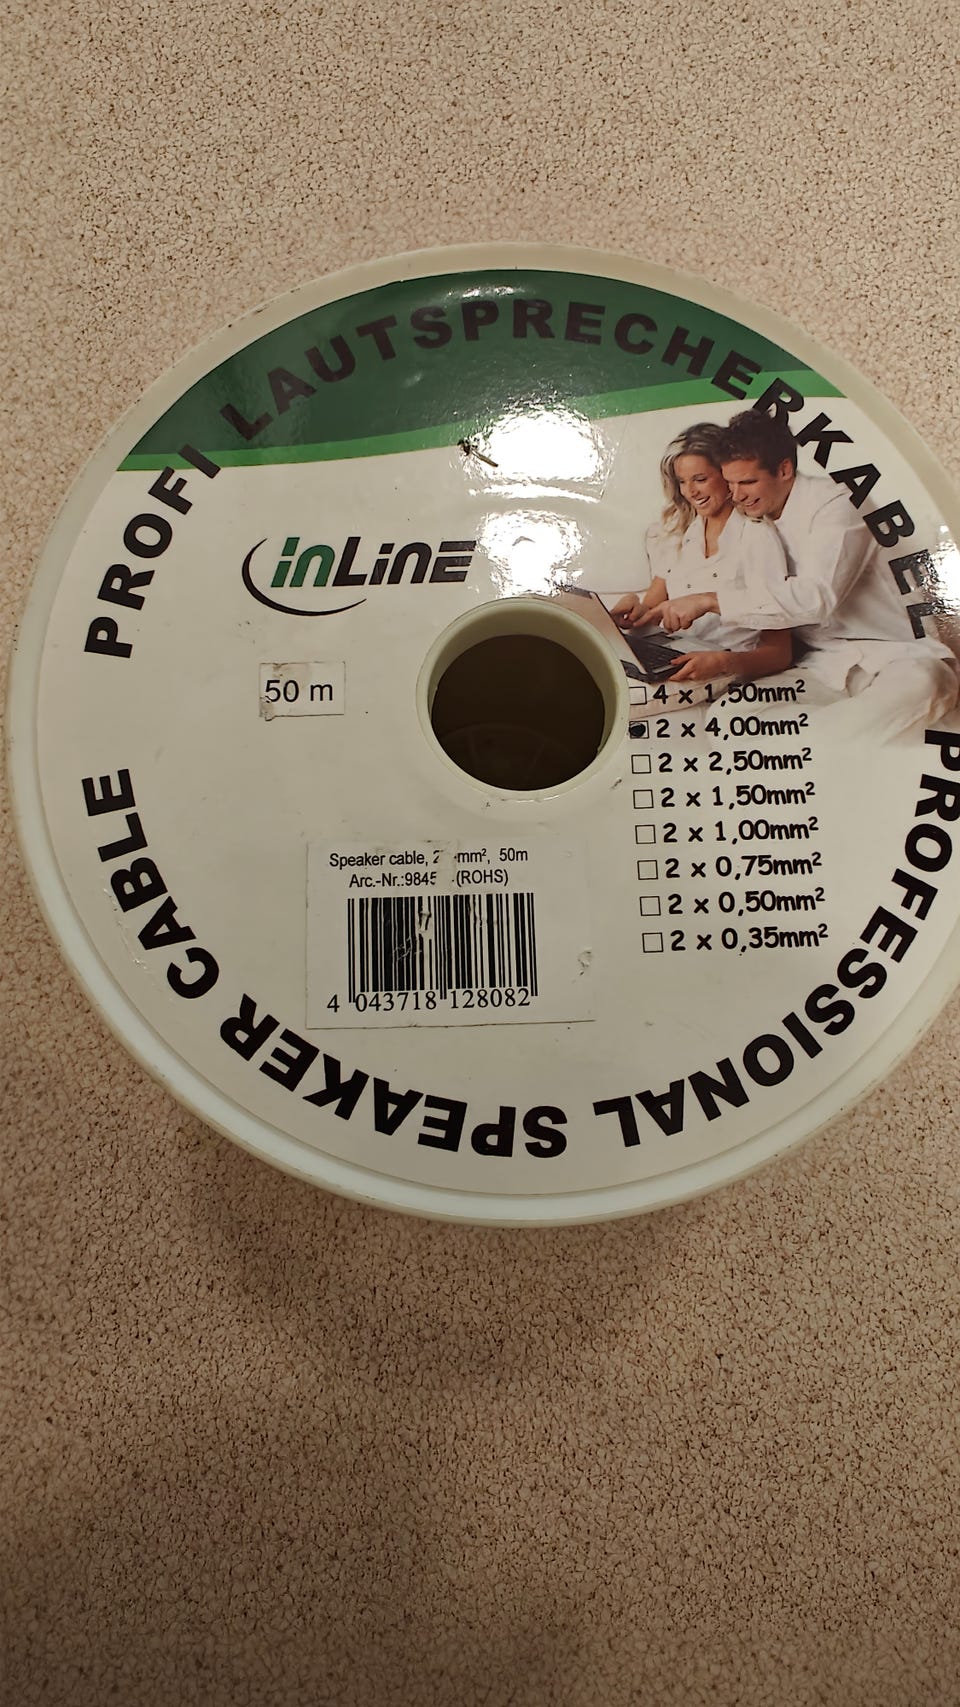 PROFI LAUTSPRECHERKABEL
inLine
50 m
4 x 1,50mm²
2 x 4,00mm²
2 x 2,50mm²
2 x 1,50mm²
2 x 1,00mm²
2 x 0,75mm²
2 x 0,50mm²
2 x 0,35mm²
Speaker cable, mm², 50m
Arc.-Nr.: (ROHS)
4 043718 128082
PROFESSIONAL SPEAKER CABLE